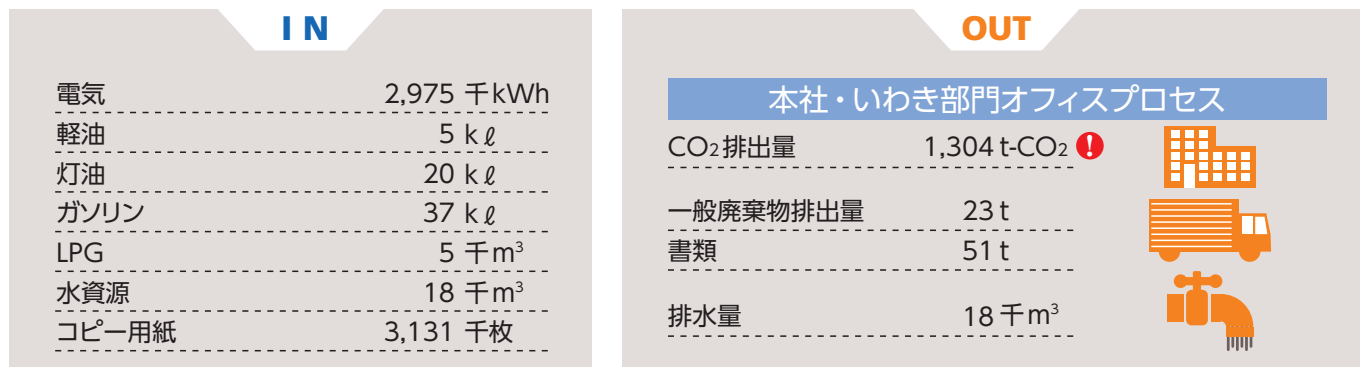 IN
電気 2,975 千kWh
軽油 5 kℓ
灯油 20 kℓ
ガソリン 37 kℓ
LPG 5 千m³
水資源 18 千m³
コピー用紙 3,131 千枚
OUT
本社・いわき部門オフィスプロセス
CO₂排出量 1,304 t-CO₂ !
一般廃棄物排出量 23 t
書類 51 t
排水量 18 千m³